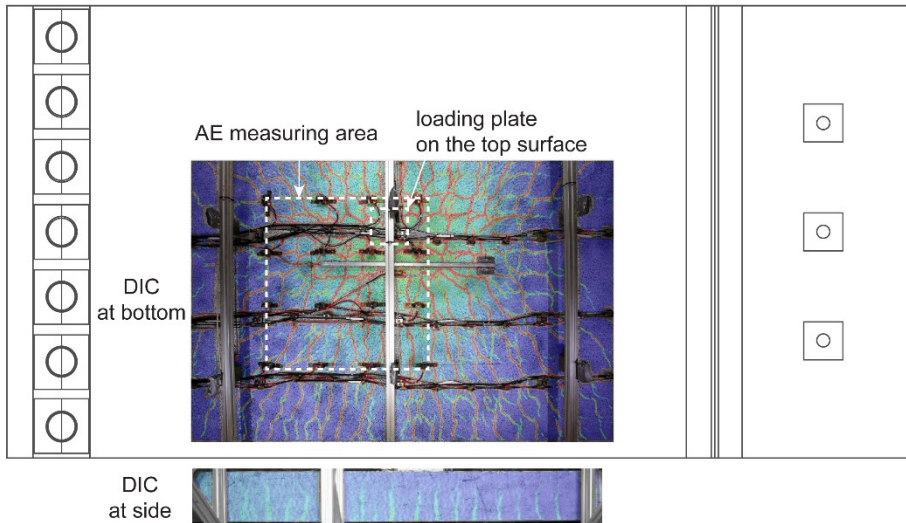 AE measuring area
loading plate
on the top surface
DIC
at bottom
DIC
at side